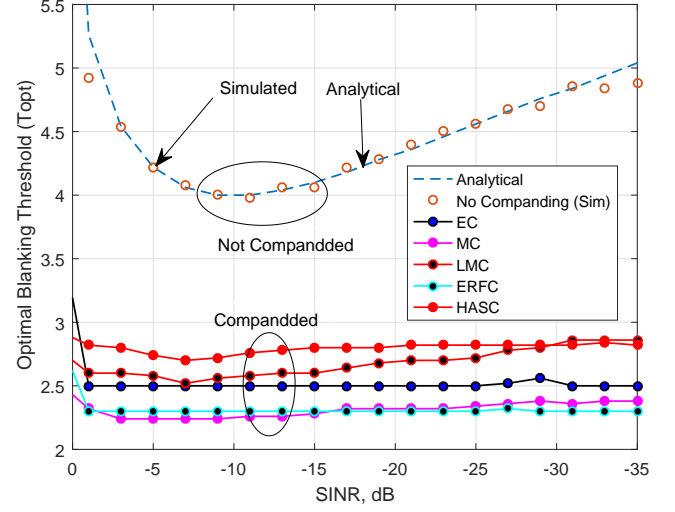 5.5
5
4.5
4
3.5
3
2.5
2
Optimal Blanking Threshold (Topt)
Simulated
Analytical
Not Compandded
Compandded
Analytical
No Companding (Sim)
EC
MC
LMC
ERFC
HASC
0
-5
-10
-15
-20
-25
-30
-35
SINR, dB